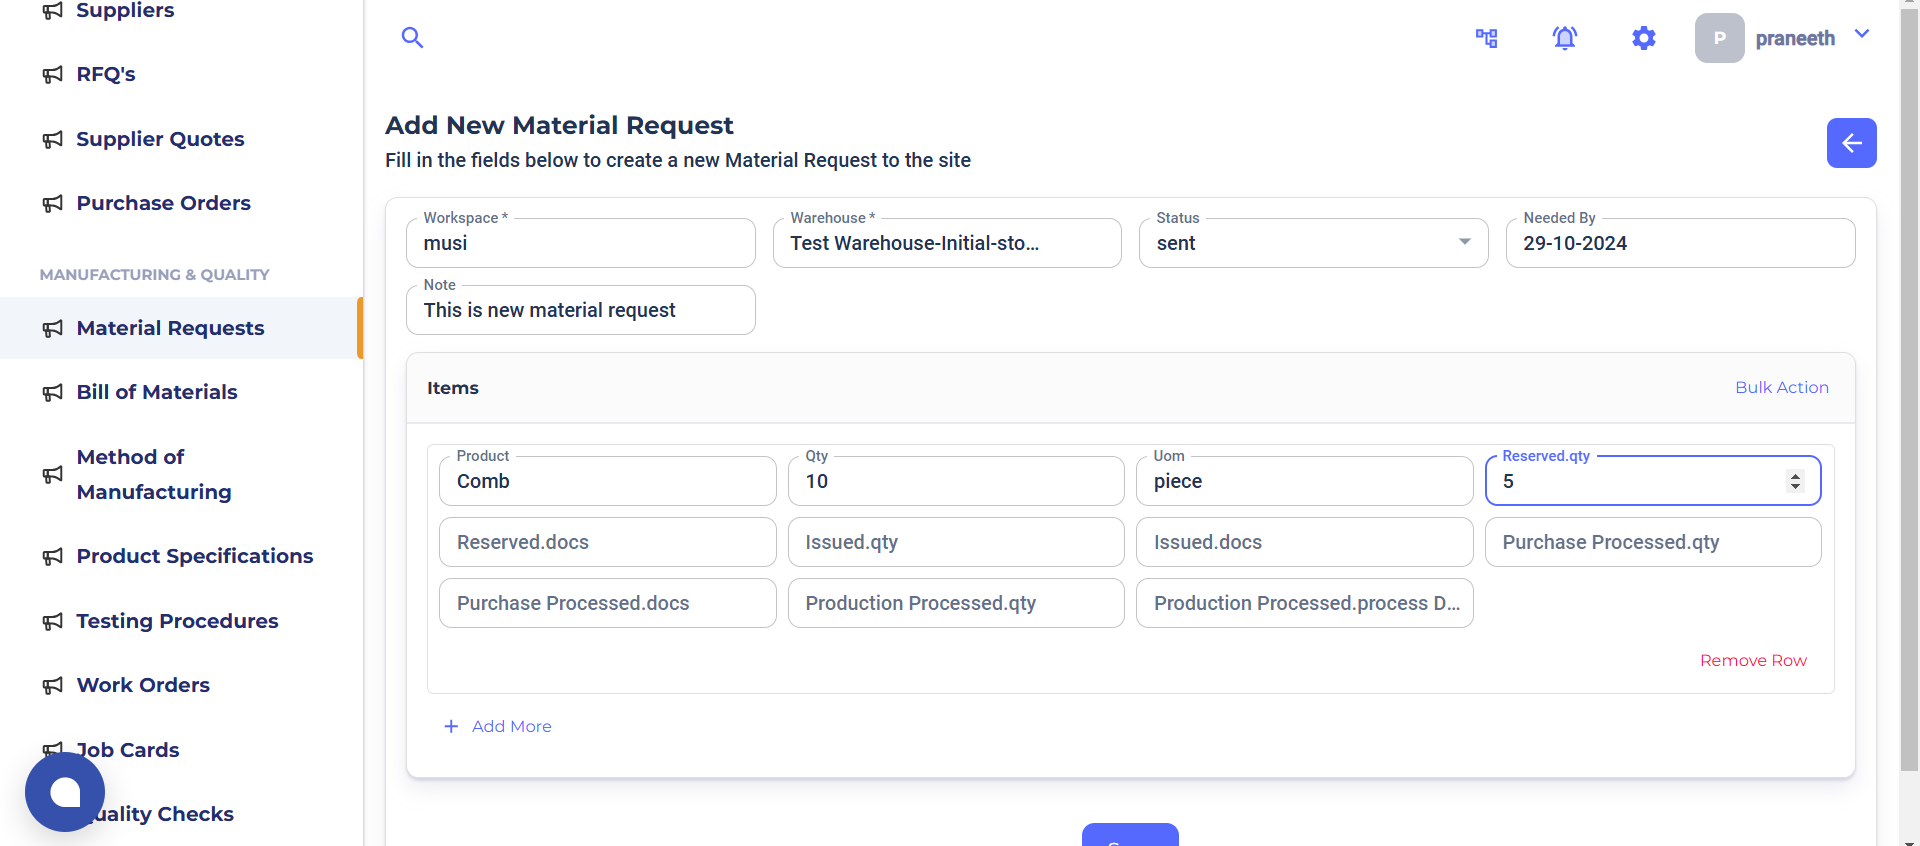 Suppliers
RFQ's
Supplier Quotes
Purchase Orders
MANUFACTURING & QUALITY
Material Requests
Bill of Materials
Method of
Manufacturing
Product Specifications
Testing Procedures
Work Orders
Job Cards
uality Checks
P praneeth
Add New Material Request
Fill in the fields below to create a new Material Request to the site
Workspace * Warehouse * Status Needed By
musi Test Warehouse-Initial-sto... sent 29-10-2024
Note
This is new material request
Items Bulk Action
Product Qty Uom Reserved.qty
Comb 10 piece 5
Reserved.docs Issued.qty Issued.docs Purchase Processed.qty
Purchase Processed.docs Production Processed.qty Production Processed.process D...
Remove Row
+ Add More